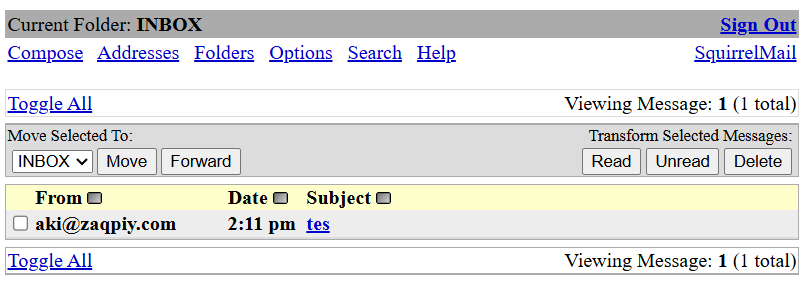 Current Folder: INBOX Sign Out
Compose Addresses Folders Options Search Help SquirrelMail
Toggle All Viewing Message: 1 (1 total)
Move Selected To: Transform Selected Messages:
INBOX Move Forward Read Unread Delete
From Date Subject
aki@zaqpiy.com 2:11 pm tes
Toggle All Viewing Message: 1 (1 total)